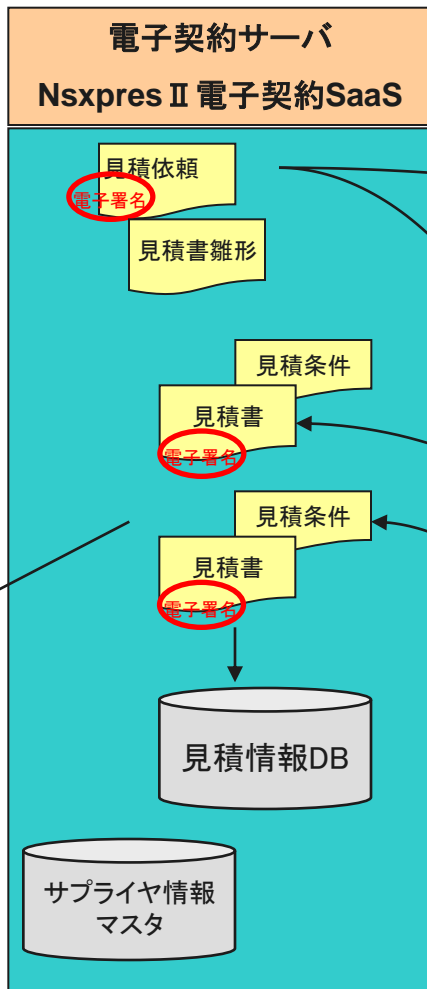 電子契約サーバ
NsxpresⅡ電子契約SaaS
見積依頼
電子署名
見積書雛形
見積条件
見積書
電子署名
見積条件
見積書
電子署名
見積情報DB
サプライヤ情報
マスタ